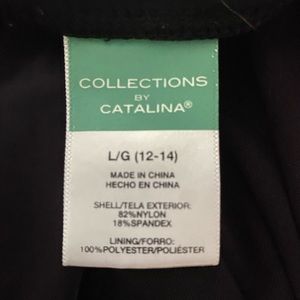 COLLECTIONS
BY
CATALINA®
L/G (12-14)
MADE IN CHINA
HECHO EN CHINA
SHELL/TELA EXTERIOR:
82%NYLON
18%SPANDEX
LINING/FORRO:
100%POLYESTER/POLIÉSTER